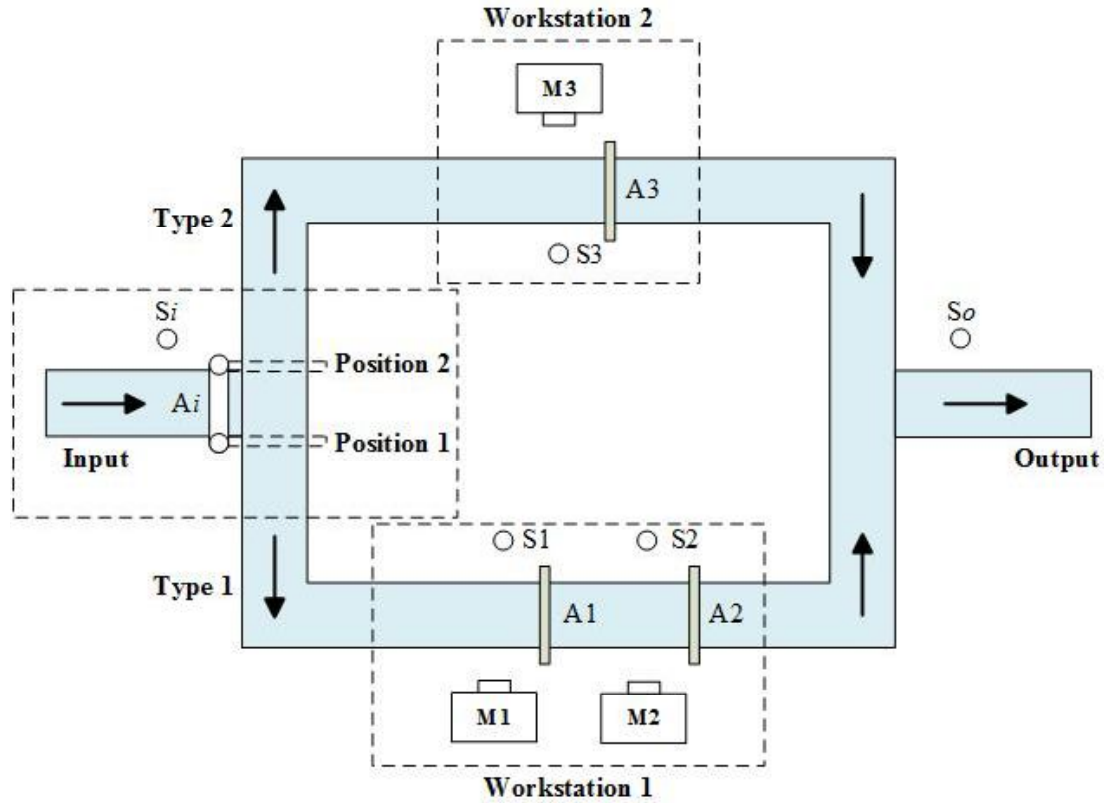 Workstation 2
M3
A3
Type 2
S3
Si
So
Position 2
Ai
Position 1
Input
Output
S1
S2
Type 1
A1
A2
M1
M2
Workstation 1